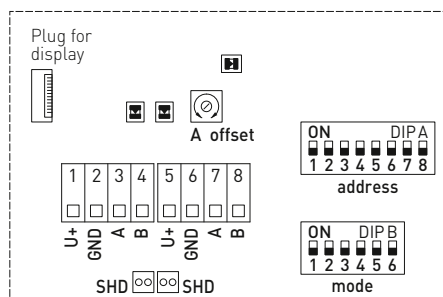 Plug for
display
A offset
ON DIP A
1 2 3 4 5 6 7 8
address
1 2 3 4 5 6 7 8
U+ GND A B U+ GND A B
ON DIP B
1 2 3 4 5 6
mode
SHD SHD